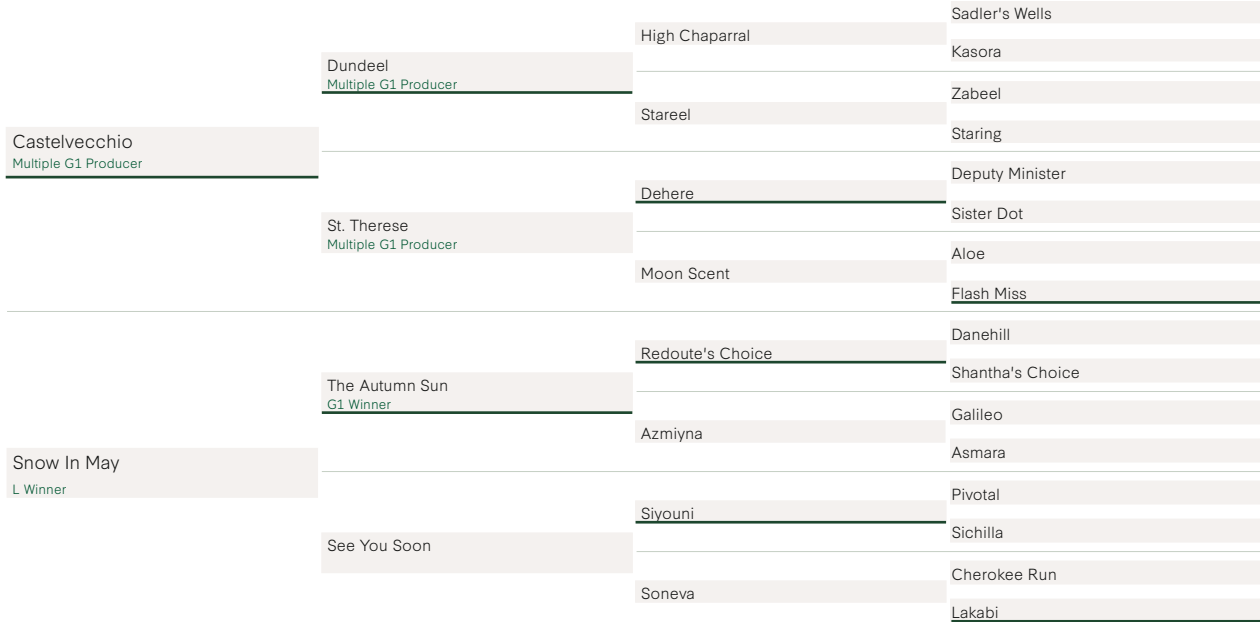 Castelvecchio
Multiple G1 Producer
Snow In May
L Winner
Dundeel
Multiple G1 Producer
St. Therese
Multiple G1 Producer
The Autumn Sun
G1 Winner
See You Soon
High Chaparral
Stareel
Dehere
Moon Scent
Redoute's Choice
Azmiyna
Siyouni
Soneva
Sadler's Wells
Kasora
Zabeel
Staring
Deputy Minister
Sister Dot
Aloe
Flash Miss
Danehill
Shantha's Choice
Galileo
Asmara
Pivotal
Sichilla
Cherokee Run
Lakabi